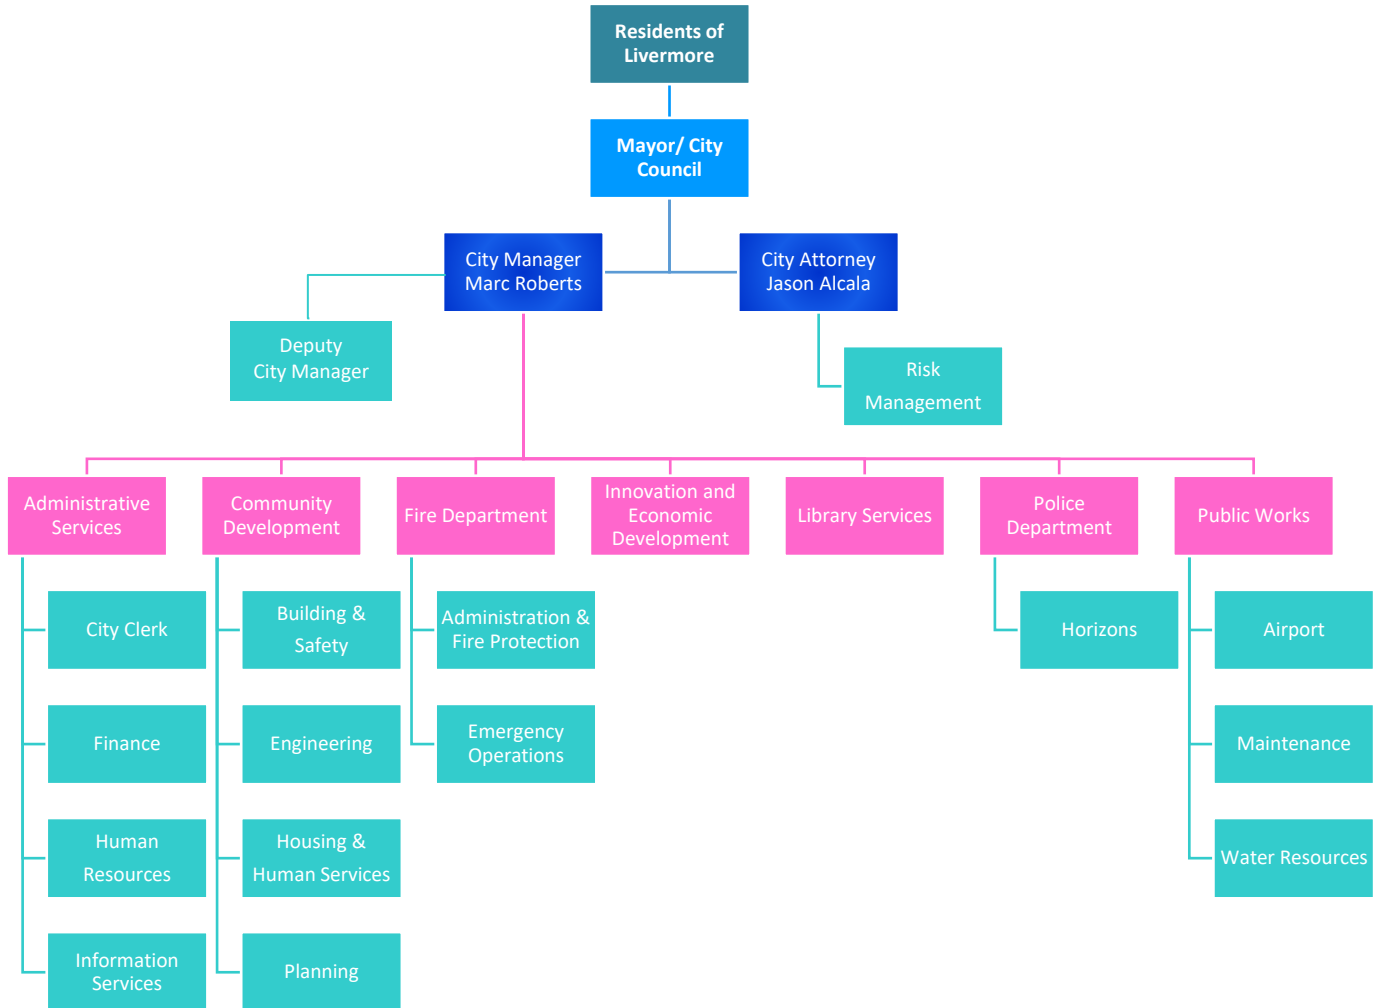 Residents of
Livermore
Mayor/ City
Council
City Manager
Marc Roberts
City Attorney
Jason Alcala
Deputy
City Manager
Risk
Management
Administrative
Services
Community
Development
Fire Department
Innovation and
Economic
Development
Library Services
Police
Department
Public Works
City Clerk
Building &
Safety
Administration &
Fire Protection
Horizons
Airport
Finance
Engineering
Emergency
Operations
Maintenance
Human
Resources
Housing &
Human Services
Water Resources
Information
Services
Planning